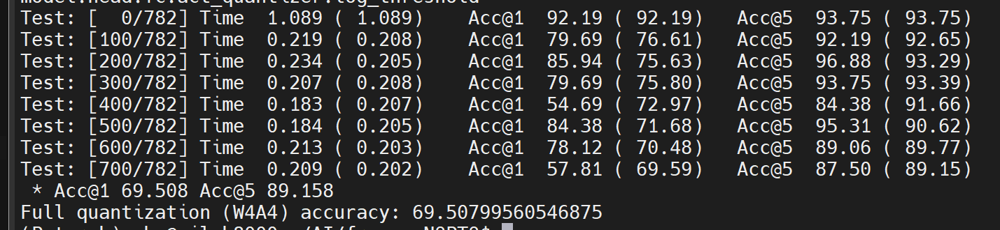 model.head.fc.act_quantizer.log_threshold
Test: [  0/782] Time  1.089 ( 1.089)    Acc@1  92.19 ( 92.19)   Acc@5  93.75 ( 93.75)
Test: [100/782] Time  0.219 ( 0.208)    Acc@1  79.69 ( 76.61)   Acc@5  92.19 ( 92.65)
Test: [200/782] Time  0.234 ( 0.205)    Acc@1  85.94 ( 75.63)   Acc@5  96.88 ( 93.29)
Test: [300/782] Time  0.207 ( 0.208)    Acc@1  79.69 ( 75.80)   Acc@5  93.75 ( 93.39)
Test: [400/782] Time  0.183 ( 0.207)    Acc@1  54.69 ( 72.97)   Acc@5  84.38 ( 91.66)
Test: [500/782] Time  0.184 ( 0.205)    Acc@1  84.38 ( 71.68)   Acc@5  95.31 ( 90.62)
Test: [600/782] Time  0.213 ( 0.203)    Acc@1  78.12 ( 70.48)   Acc@5  89.06 ( 89.77)
Test: [700/782] Time  0.209 ( 0.202)    Acc@1  57.81 ( 69.59)   Acc@5  87.50 ( 89.15)
 * Acc@1 69.508 Acc@5 89.158
Full quantization (W4A4) accuracy: 69.50799560546875